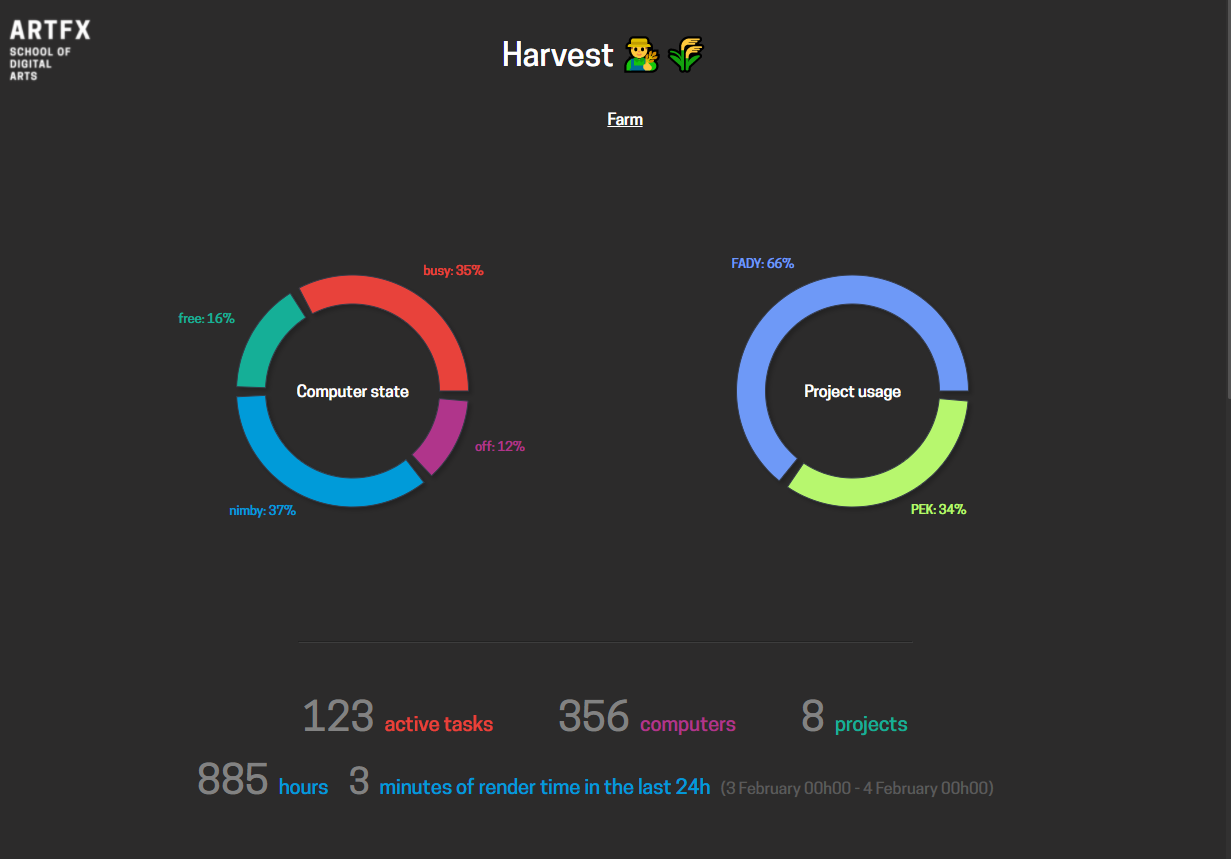 ARTFX
SCHOOL OF
DIGITAL
ARTS
Harvest
Farm
busy: 35%
free: 16%
Computer state
off: 12%
nimby: 37%
FADY: 66%
Project usage
PEK: 34%
123 active tasks
356 computers
8 projects
885 hours 3 minutes of render time in the last 24h (3 February 00h00 - 4 February 00h00)